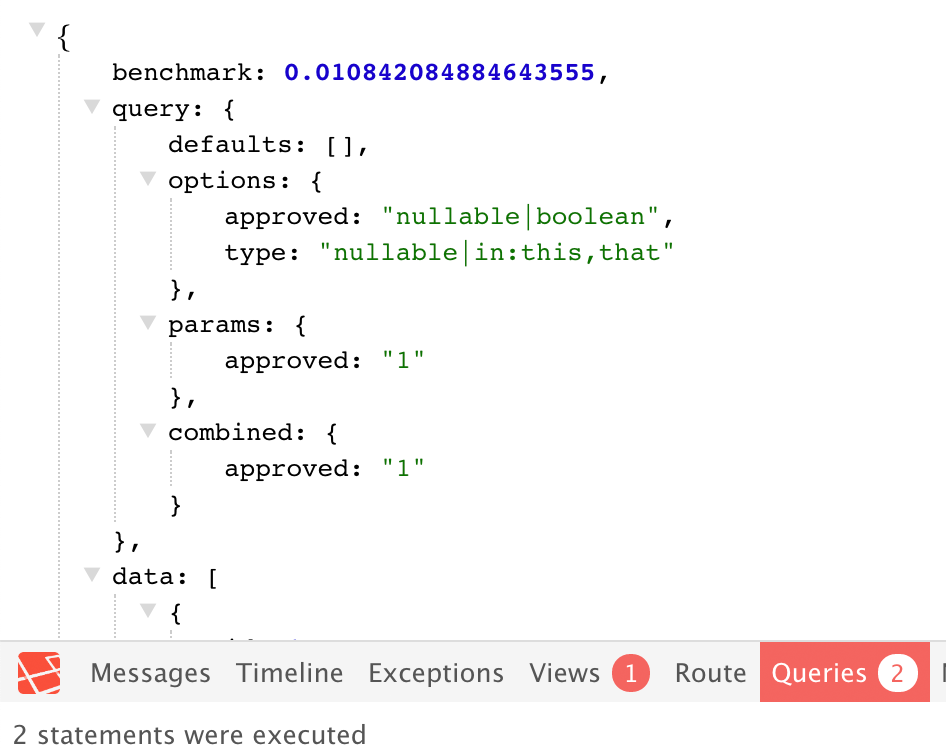 {
benchmark: 0.010842084884643555,
query: {
defaults: [],
options: {
approved: "nullable|boolean",
type: "nullable|in:this,that"
},
params: {
approved: "1"
},
combined: {
approved: "1"
}
},
data: [
{
Messages Timeline Exceptions Views 1 Route Queries 2
2 statements were executed